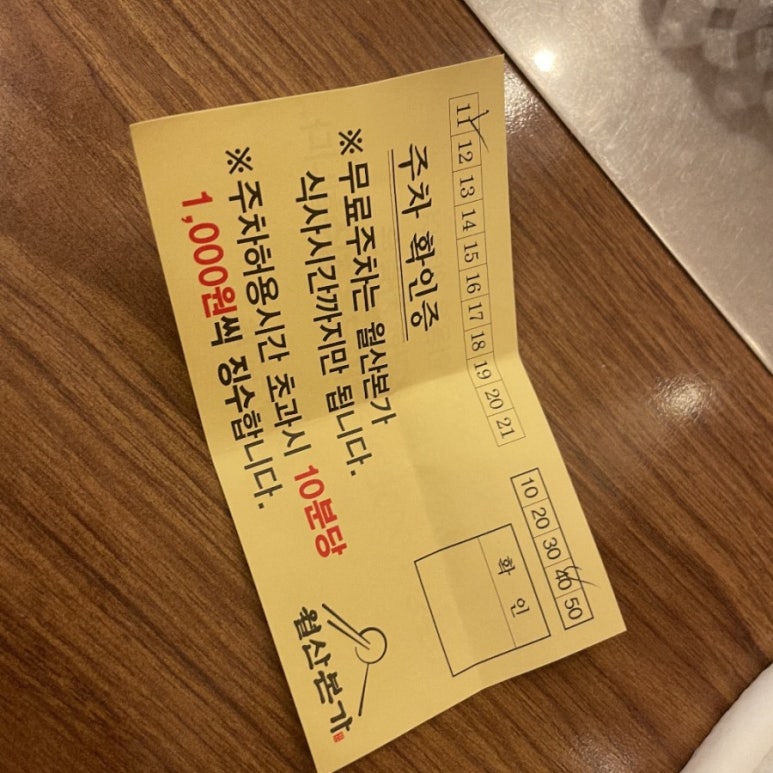 11 12 13 14 15 16 17 18 19 20 21
10 20 30 40 50
주차 확인증
확 인
※무료주차는 월산본가
식사시간까지만 됩니다.
※주차허용시간 초과시 10분당
1,000원씩 징수합니다.
월산본가